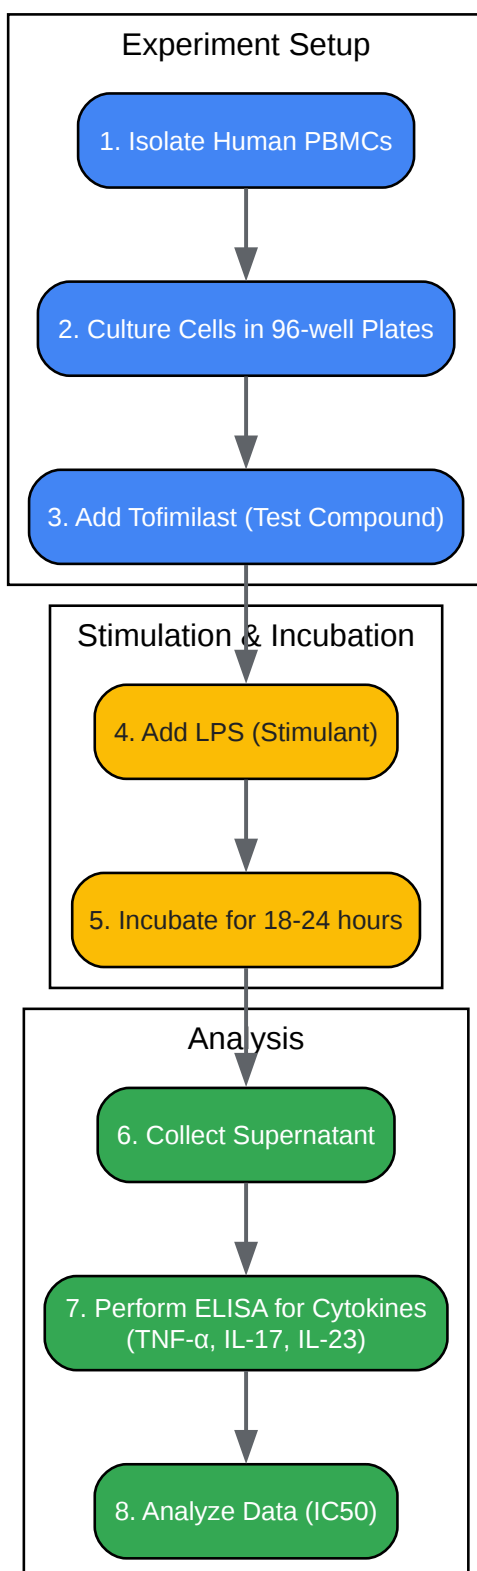 Experiment Setup
1. Isolate Human PBMCs
2. Culture Cells in 96-well Plates
3. Add Tofimilast (Test Compound)
Stimulation & Incubation
4. Add LPS (Stimulant)
5. Incubate for 18-24 hours
Analysis
6. Collect Supernatant
7. Perform ELISA for Cytokines
(TNF-α, IL-17, IL-23)
8. Analyze Data (IC50)